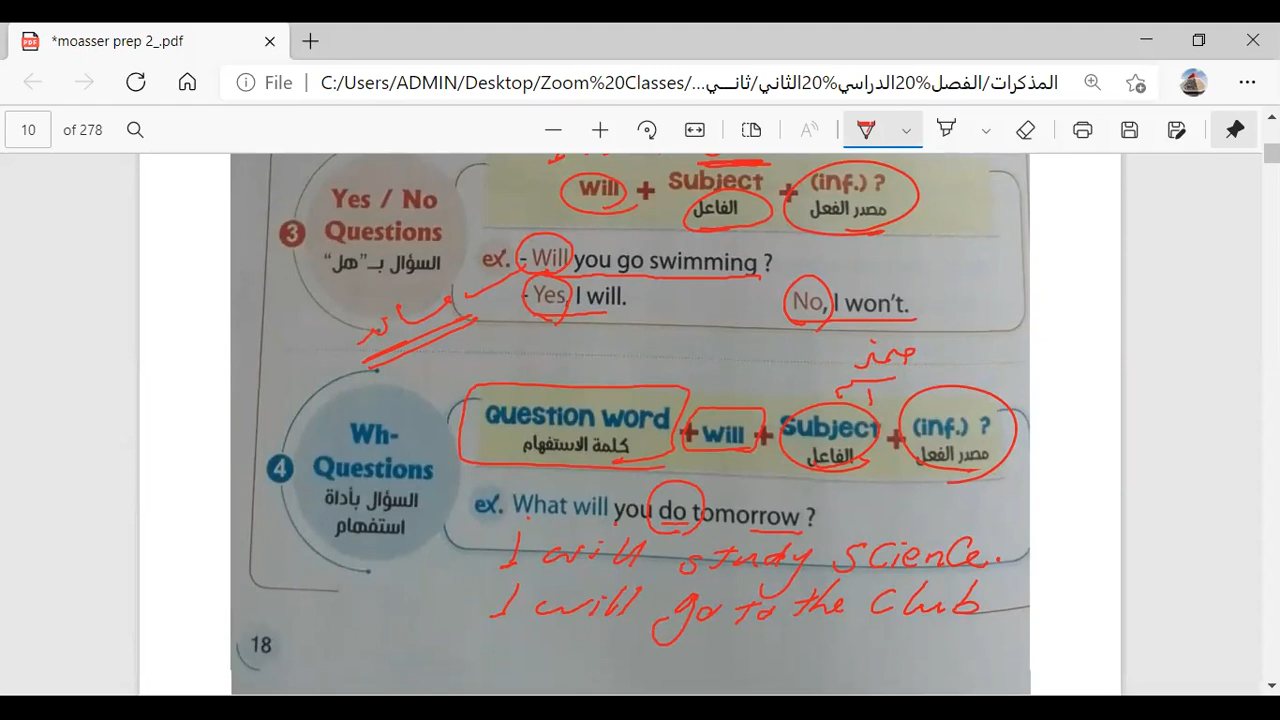 *moasser prep 2_.pdf
File C:/Users/ADMIN/Desktop/Zoom%20Classes/المذكرات/الفصل%20الدراسي%20الثاني/ثانـــي...
10 of 278
Will + Subject + (inf.) ?
الفاعل مصدر الفعل
3 Yes / No Questions
السؤال بـ "هل"
ex. - Will you go swimming ?
- Yes, I will. No, I won't.
Question word + will + Subject + (inf.) ?
كلمة الاستفهام الفاعل مصدر الفعل
4 Wh- Questions
السؤال بأداة
استفهام
ex. What will you do tomorrow ?
I will study science.
I will go to the club
18